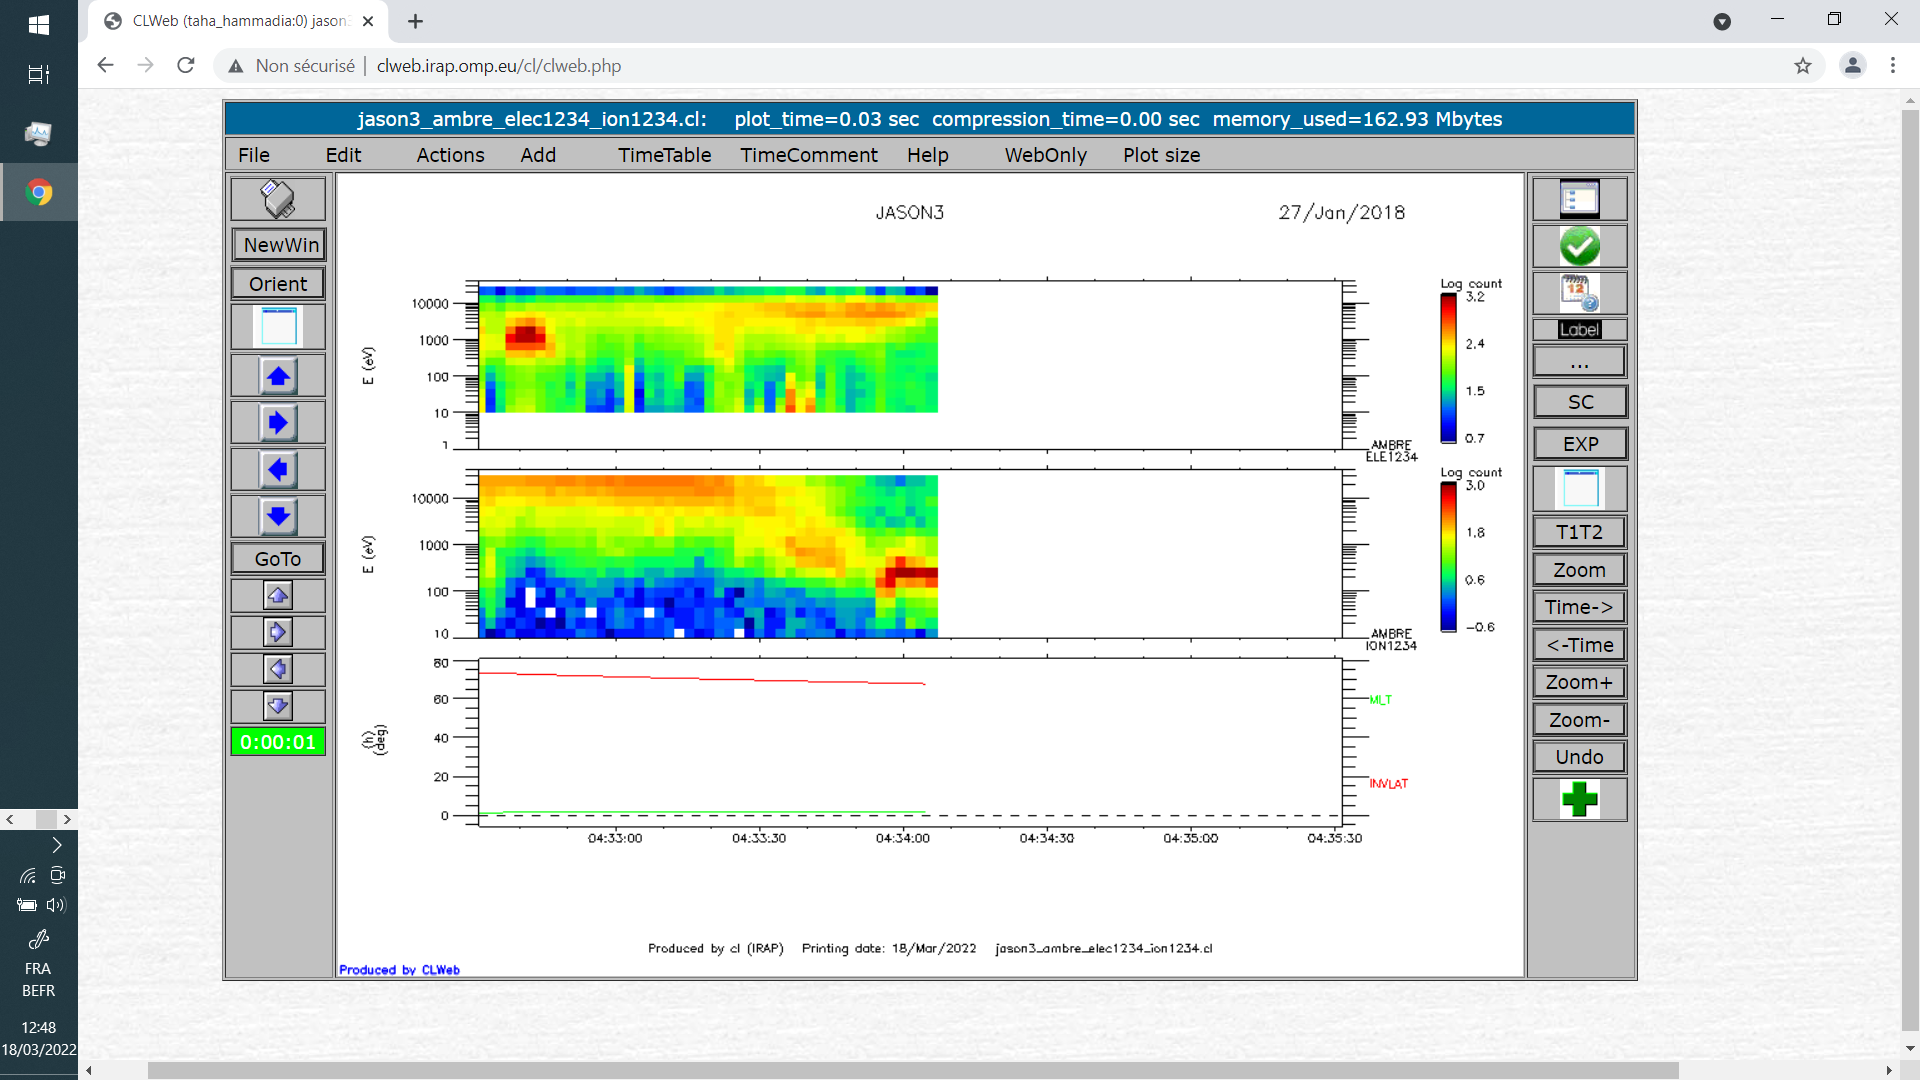 CLWeb (taha_hammadia:0) jason
Non sécurisé
clweb.irap.omp.eu/cl/clweb.php
jason3_ambre_elec1234_ion1234.cl: plot_time=0.03 sec compression_time=0.00 sec memory_used=162.93 Mbytes
File Edit Actions Add TimeTable TimeComment Help WebOnly Plot size
JASON3 27/Jan/2018
NewWin
Orient
GoTo
0:00:01
Log count
3.2
2.4
1.5
0.7
10000
1000
100
10
1
E (eV)
AMBRE
ELE1234
Log count
3.0
1.8
0.6
-0.6
10000
1000
100
10
E (eV)
AMBRE
ION1234
80
60
40
20
0
(h)
(deg)
MLT
INVLAT
04:33:00 04:33:30 04:34:00 04:34:30 04:35:00 04:35:30
Produced by cl (IRAP) Printing date: 18/Mar/2022 jason3_ambre_elec1234_ion1234.cl
Produced by CLWeb
12
Label
...
SC
EXP
T1T2
Zoom
Time->
<-Time
Zoom+
Zoom-
Undo
FRA
BEFR
12:48
18/03/2022